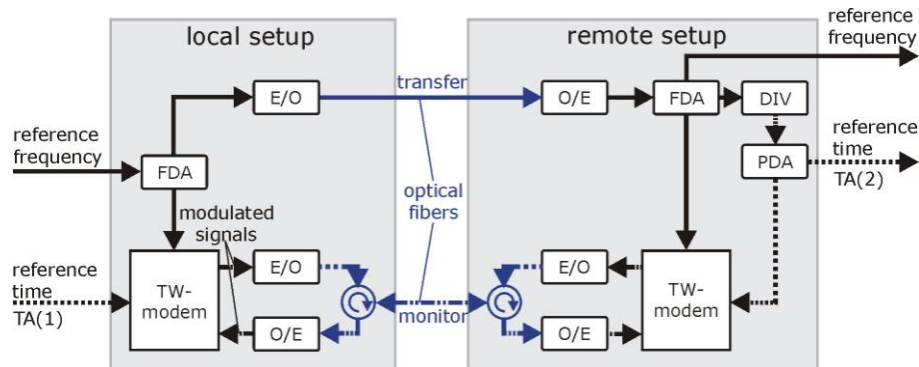 local setup
remote setup
reference
frequency
E/O
transfer
O/E
FDA
DIV
reference
frequency
FDA
optical
fibers
PDA
reference
time
TA(2)
modulated
signals
reference
time
TA(1)
TW-
modem
E/O
O/E
monitor
E/O
O/E
TW-
modem